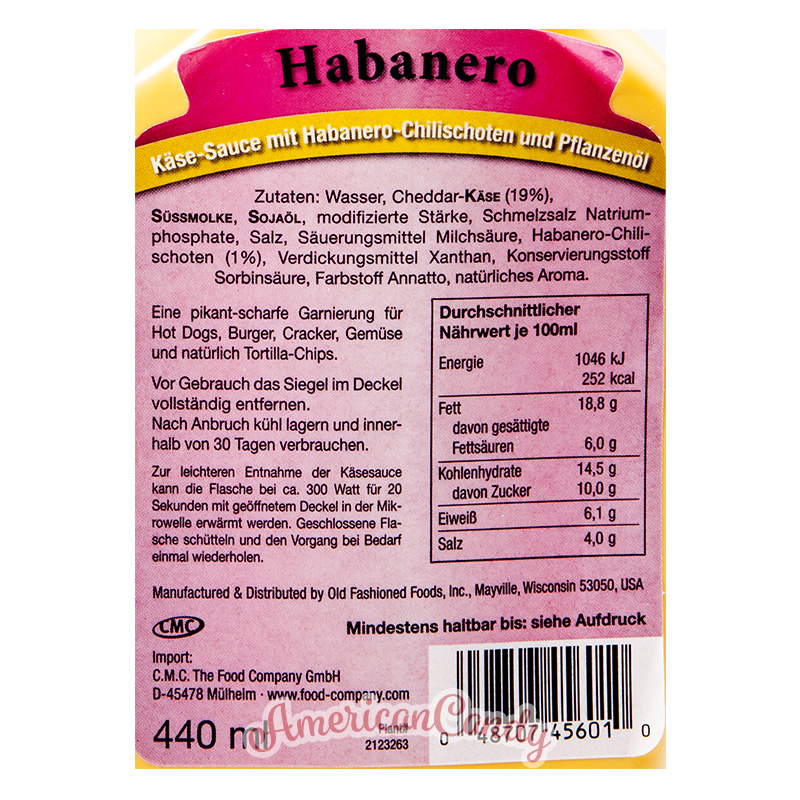 Habanero
Käse-Sauce mit Habanero-Chilischoten und Pflanzenöl
Zutaten: Wasser, Cheddar-KÄSE (19%),
SÜSSMOLKE, SOJAÖL, modifizierte Stärke, Schmelzsalz Natrium-
phosphate, Salz, Säuerungsmittel Milchsäure, Habanero-Chili-
schoten (1%), Verdickungsmittel Xanthan, Konservierungsstoff
Sorbinsäure, Farbstoff Annatto, natürliches Aroma.
Eine pikant-scharfe Garnierung für
Hot Dogs, Burger, Cracker, Gemüse
und natürlich Tortilla-Chips.
Vor Gebrauch das Siegel im Deckel
vollständig entfernen.
Nach Anbruch kühl lagern und inner-
halb von 30 Tagen verbrauchen.
Zur leichteren Entnahme der Käsesauce
kann die Flasche bei ca. 300 Watt für 20
Sekunden mit geöffnetem Deckel in der Mik-
rowelle erwärmt werden. Geschlossene Fla-
sche schütteln und den Vorgang bei Bedarf
einmal wiederholen.
Durchschnittlicher
Nährwert je 100ml
Energie 1046 kJ
252 kcal
Fett 18,8 g
davon gesättigte
Fettsäuren 6,0 g
Kohlenhydrate 14,5 g
davon Zucker 10,0 g
Eiweiß 6,1 g
Salz 4,0 g
Manufactured & Distributed by Old Fashioned Foods, Inc., Mayville, Wisconsin 53050, USA
CMC
Mindestens haltbar bis: siehe Aufdruck
Import:
C.M.C. The Food Company GmbH
D-45478 Mülheim · www.food-company.com
AmericanCandy
440 ml
Plant#
2123263
0 48707 45601 0